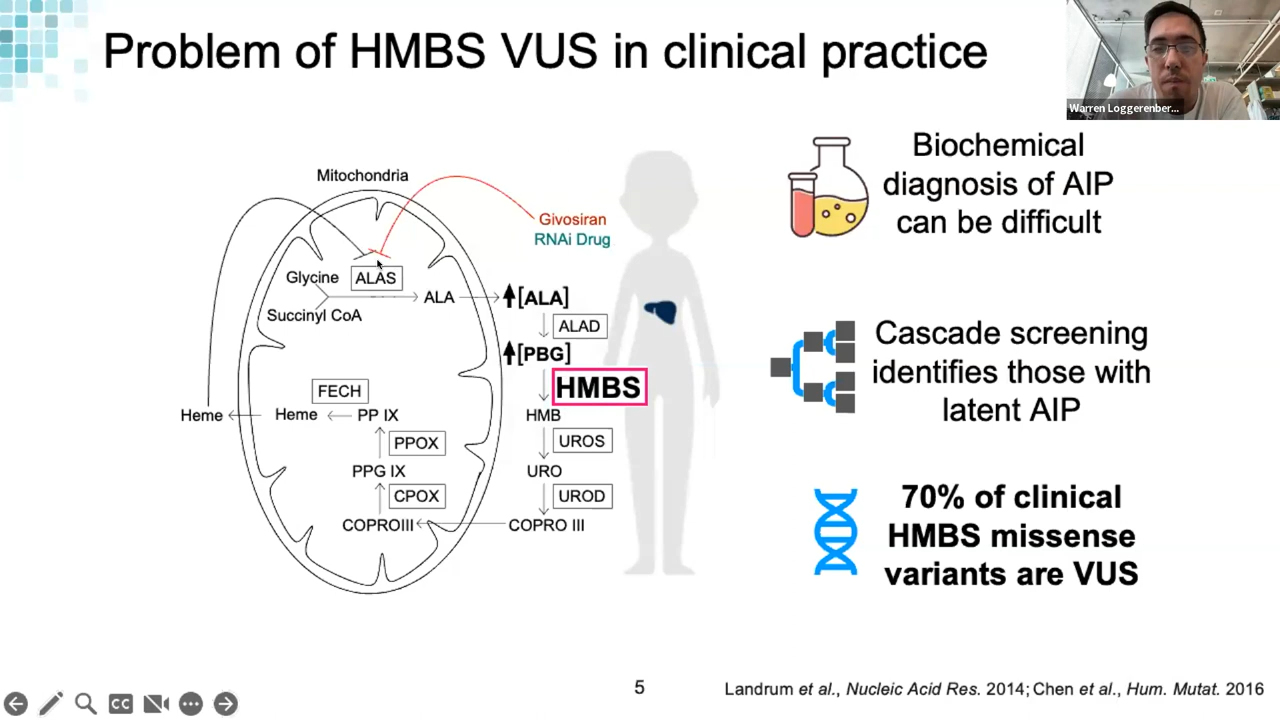 Problem of HMBS VUS in clinical practice
Warren Loggerenber...
Mitochondria
Givosiran
RNAi Drug
Glycine
ALAS
Succinyl CoA
ALA
[ALA]
ALAD
[PBG]
HMBS
FECH
Heme
Heme
PP IX
HMB
PPOX
UROS
PPG IX
URO
CPOX
UROD
COPROIII
COPRO III
Biochemical
diagnosis of AIP
can be difficult
Cascade screening
identifies those with
latent AIP
70% of clinical
HMBS missense
variants are VUS
CC
5
Landrum et al., Nucleic Acid Res. 2014; Chen et al., Hum. Mutat. 2016